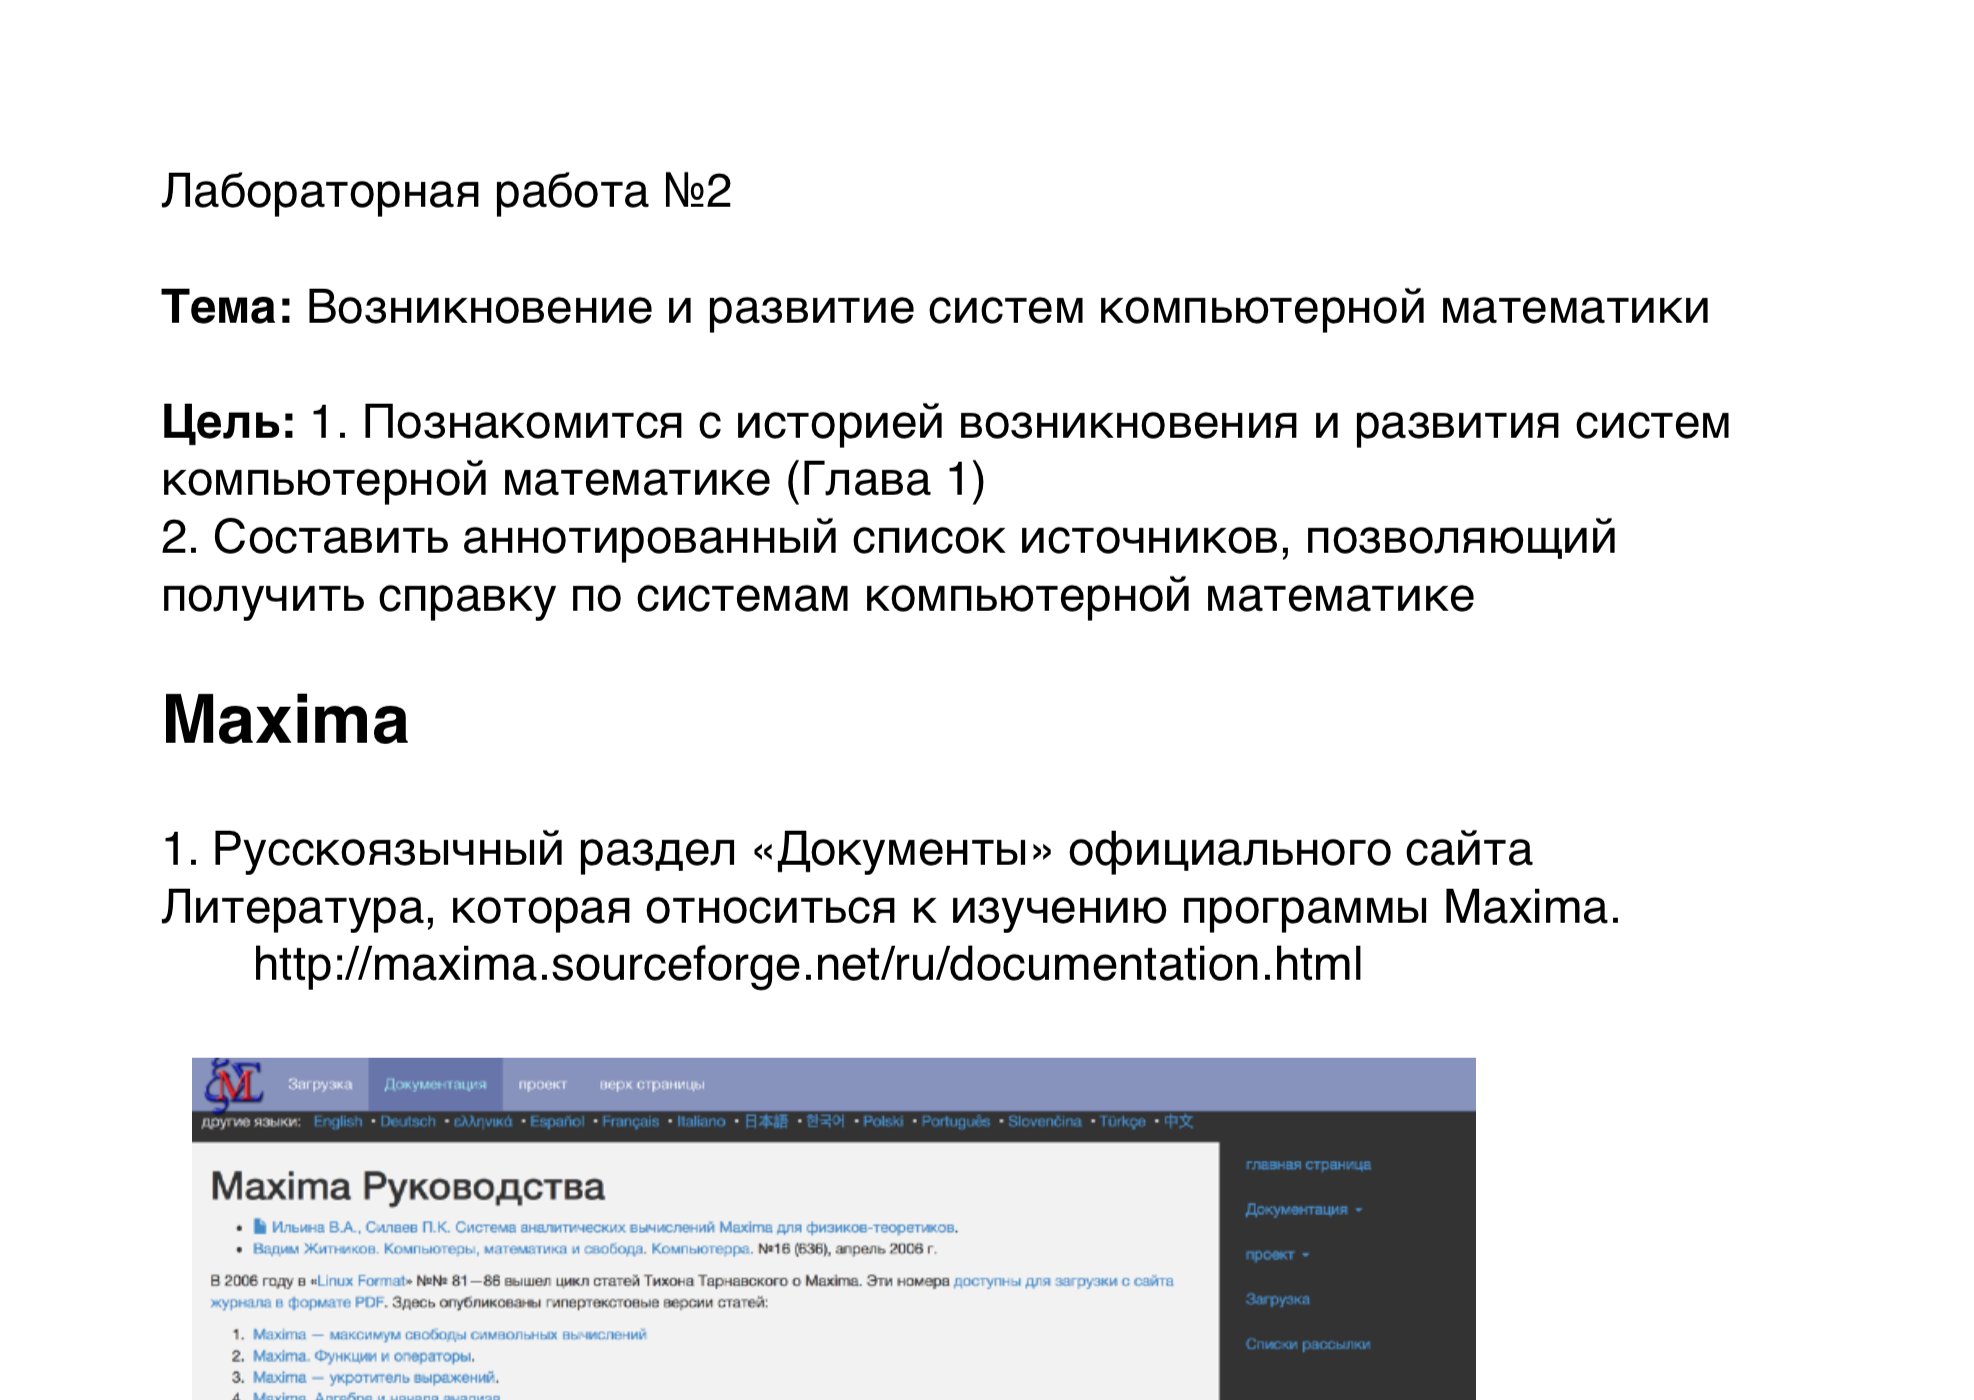 Лабораторная работа №2
Тема: Возникновение и развитие систем компьютерной математики
Цель: 1. Познакомится с историей возникновения и развития систем
компьютерной математике (Глава 1)
2. Составить аннотированный список источников, позволяющий
получить справку по системам компьютерной математике
Maxima
1. Русскоязычный раздел «Документы» официального сайта
Литература, которая относиться к изучению программы Maxima.
http://maxima.sourceforge.net/ru/documentation.html
Загрузка Документация проект верх страницы
другие языки: English • Deutsch • ελληνικά • Español • Français • Italiano • 日本語 • 한국어 • Polski • Português • Slovenčina • Türkçe • 中文
Maxima Руководства
• Ильина В.А., Силаев П.К. Система аналитических вычислений Maxima для физиков-теоретиков.
• Вадим Житников. Компьютеры, математика и свобода. Компьютерра. №16 (636), апрель 2006 г.
В 2006 году в «Linux Format» №№ 81—86 вышел цикл статей Тихона Тарнавского о Maxima. Эти номера доступны для загрузки с сайта
журнала в формате PDF. Здесь опубликованы гипертекстовые версии статей:
1. Maxima — максимум свободы символьных вычислений
2. Maxima. Функции и операторы.
3. Maxima — укротитель выражений.
4. Maxima. Алгебра и начала анализа
главная страница
Документация
проект
Загрузка
Списки рассылки